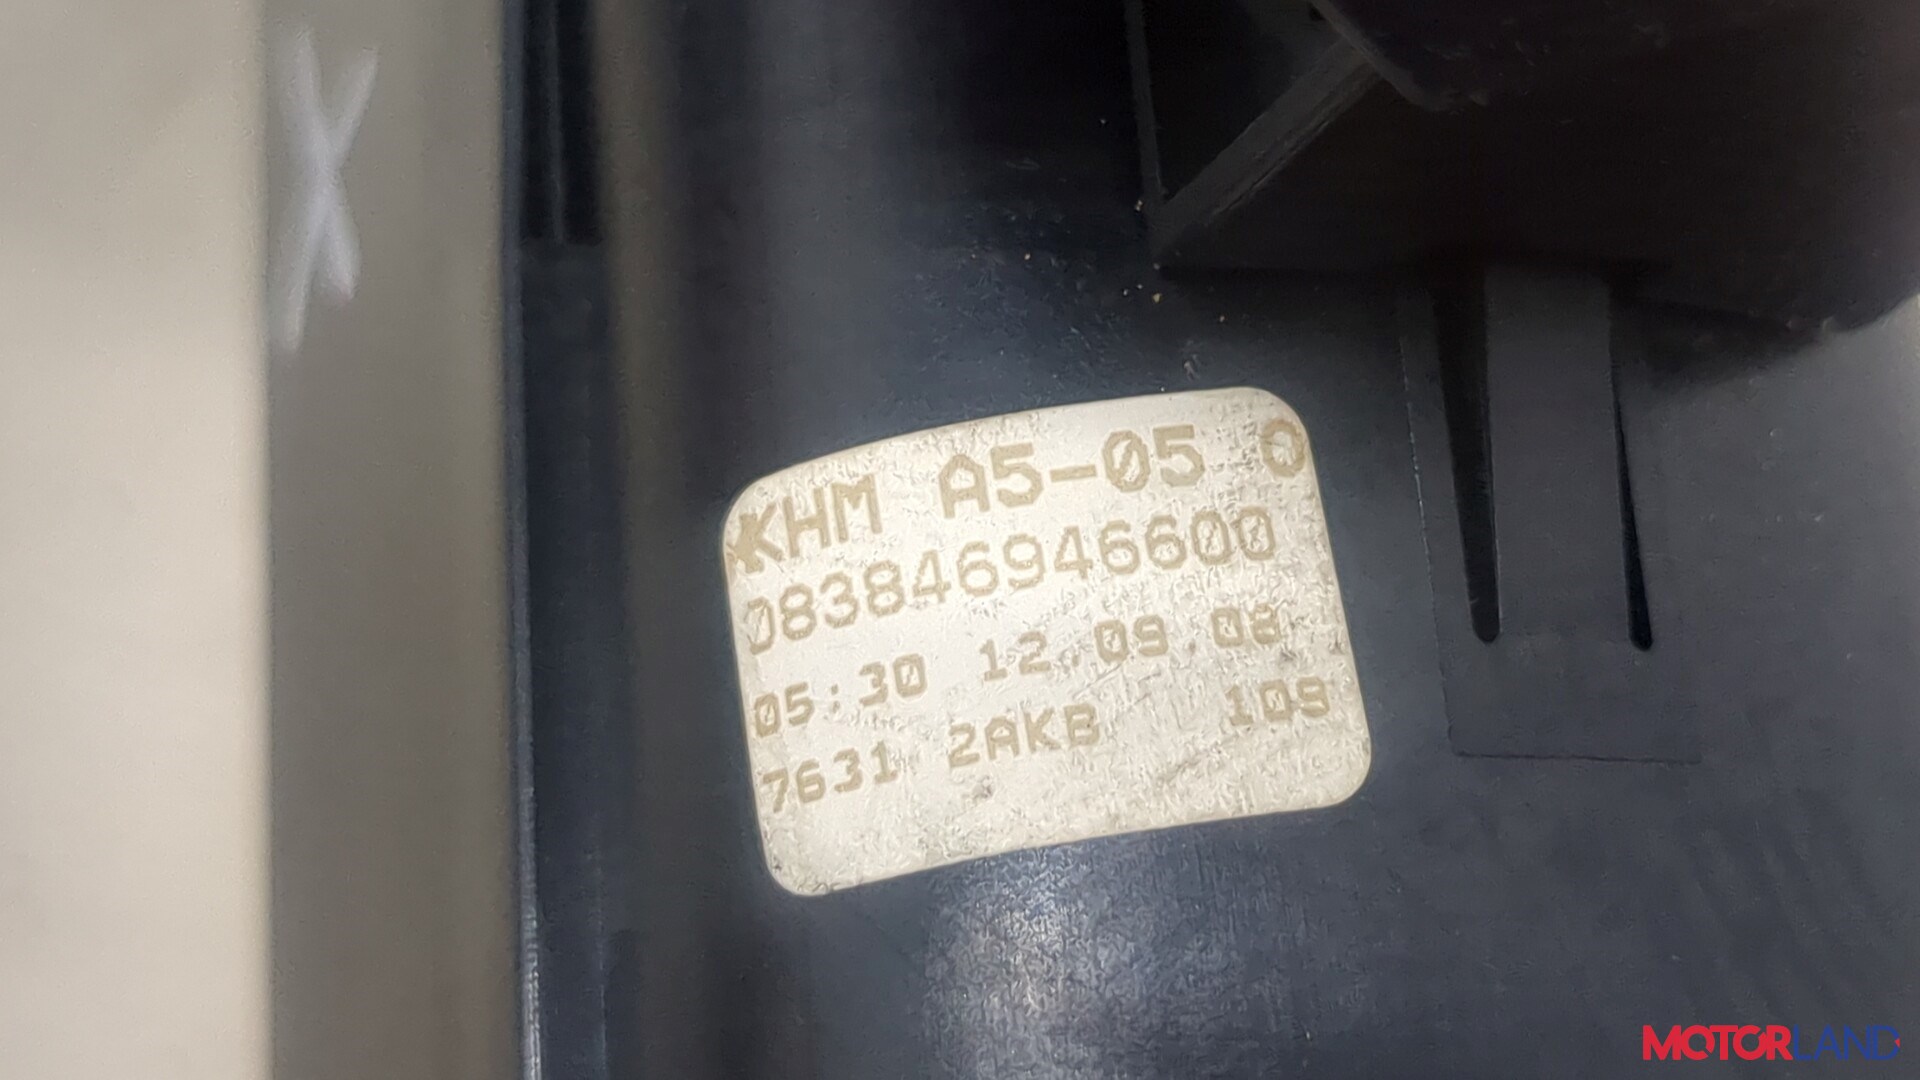 X
KHM A5-05 0
083846946600
05:30 12.09.08
7631 2AKB 109
MOTORLAND